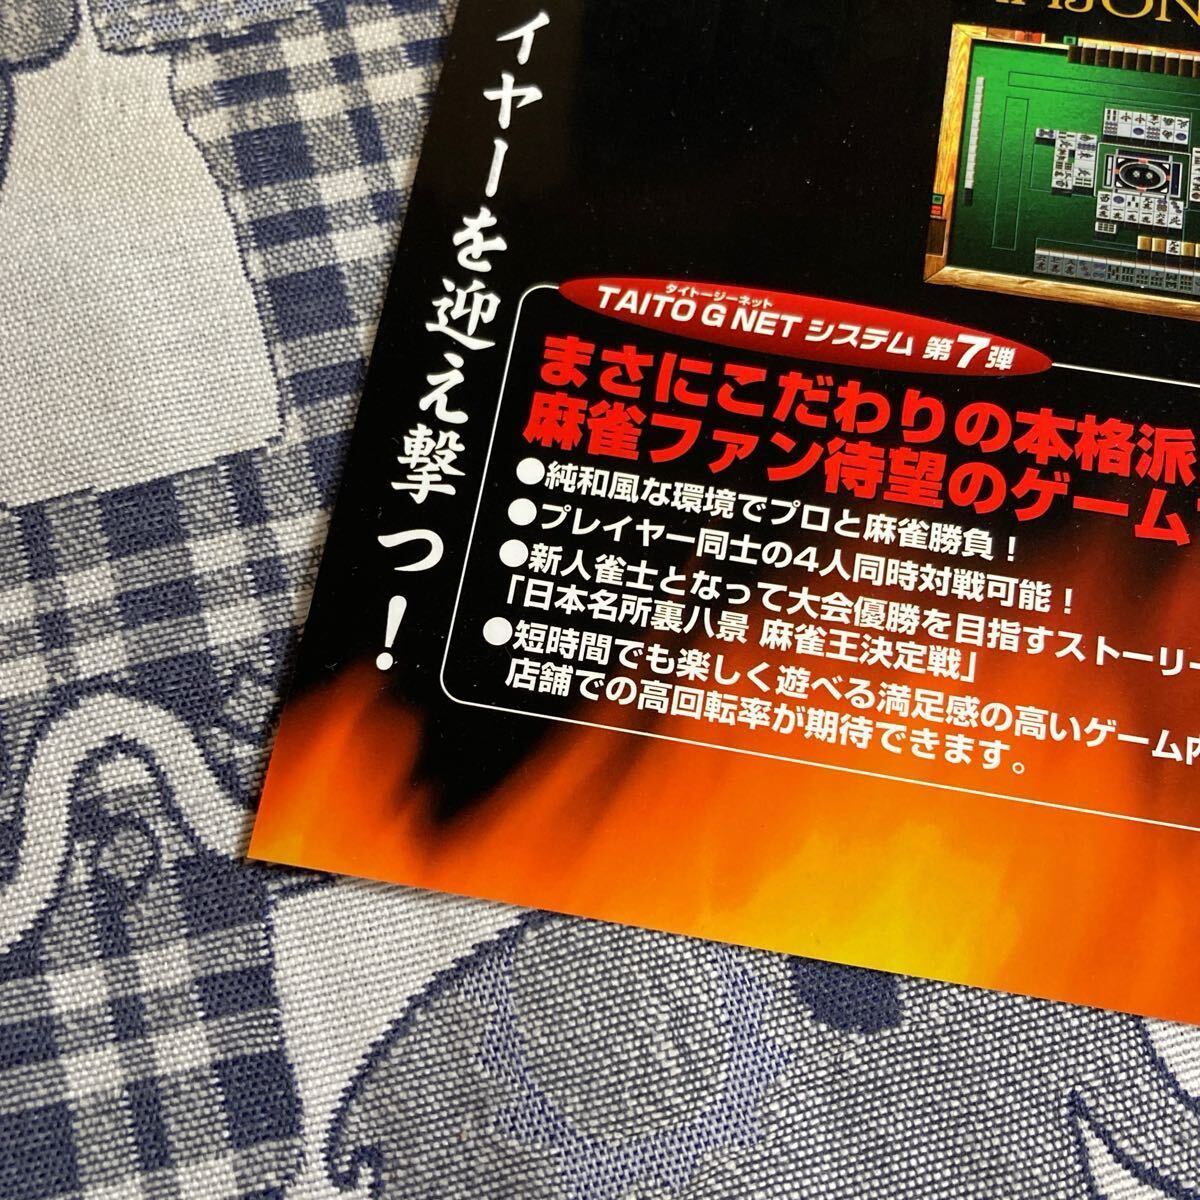 イヤーを迎え撃つ!
タイトージーネット
TAITO G NET システム 第7弾
まさにこだわりの本格派
麻雀ファン待望のゲーム
●純和風な環境でプロと麻雀勝負!
●プレイヤー同士の4人同時対戦可能!
●新人雀士となって大会優勝を目指すストーリー
「日本名所裏八景 麻雀王決定戦」
●短時間でも楽しく遊べる満足感の高いゲーム内
店舗での高回転率が期待できます。